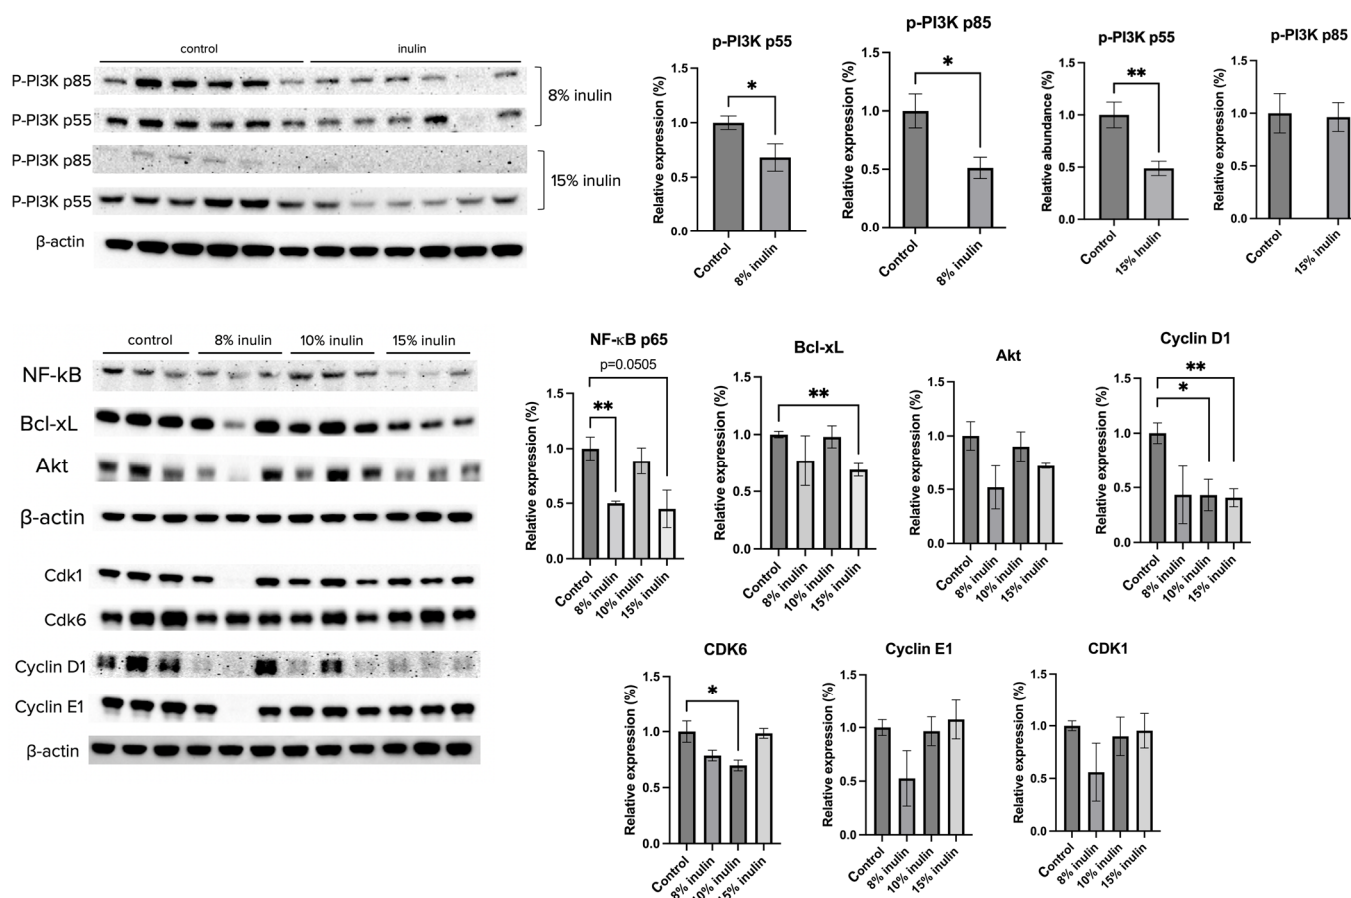 control
inulin
P-PI3K p85
P-PI3K p55
8% inulin
P-PI3K p85
P-PI3K p55
15% inulin
β-actin
p-PI3K p55
Relative expression (%)
1.5
1.0
0.5
0.0
*
Control
8% inulin
p-PI3K p85
Relative expression (%)
1.5
1.0
0.5
0.0
*
Control
8% inulin
p-PI3K p55
Relative abundance (%)
1.5
1.0
0.5
0.0
**
Control
15% inulin
p-PI3K p85
Relative expression (%)
1.5
1.0
0.5
0.0
Control
15% inulin
control
8% inulin
10% inulin
15% inulin
NF-kB
Bcl-xL
Akt
β-actin
Cdk1
Cdk6
Cyclin D1
Cyclin E1
β-actin
NF-κB p65
Relative expression (%)
1.5
1.0
0.5
0.0
p=0.0505
**
Control
8% inulin
10% inulin
15% inulin
Bcl-xL
Relative expression (%)
1.5
1.0
0.5
0.0
**
Control
8% inulin
10% inulin
15% inulin
Akt
Relative expression (%)
1.5
1.0
0.5
0.0
Control
8% inulin
10% inulin
15% inulin
Cyclin D1
Relative expression (%)
1.5
1.0
0.5
0.0
**
*
Control
8% inulin
10% inulin
15% inulin
CDK6
Relative expression (%)
1.5
1.0
0.5
0.0
*
Control
8% inulin
10% inulin
15% inulin
Cyclin E1
Relative expression (%)
1.5
1.0
0.5
0.0
Control
8% inulin
10% inulin
15% inulin
CDK1
Relative expression (%)
1.5
1.0
0.5
0.0
Control
8% inulin
10% inulin
15% inulin